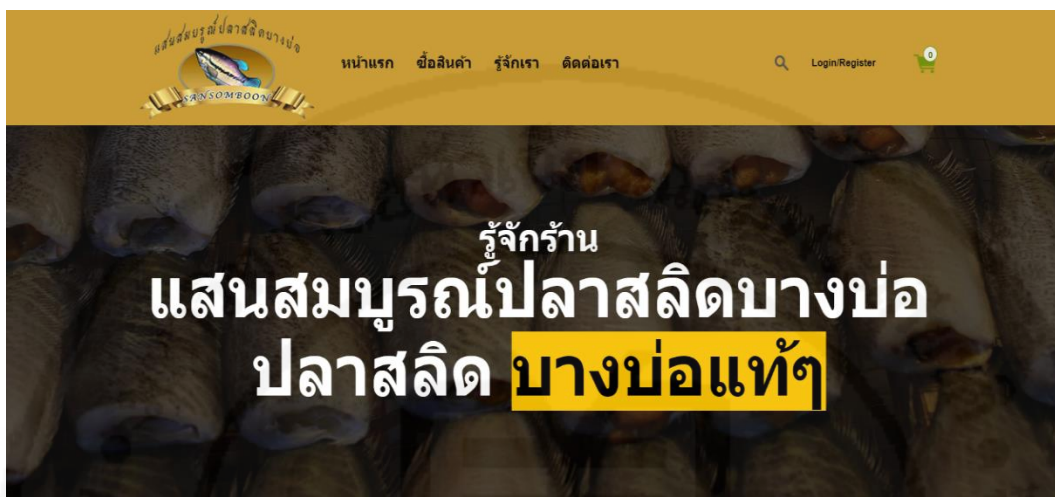 แสนสมบูรณ์ปลาสลิดบางบ่อ
SANSOMBOON
หน้าแรก ซื้อสินค้า รู้จักเรา ติดต่อเรา Login/Register 0
รู้จักร้าน
แสนสมบูรณ์ปลาสลิดบางบ่อ
ปลาสลิด บางบ่อแท้ๆ